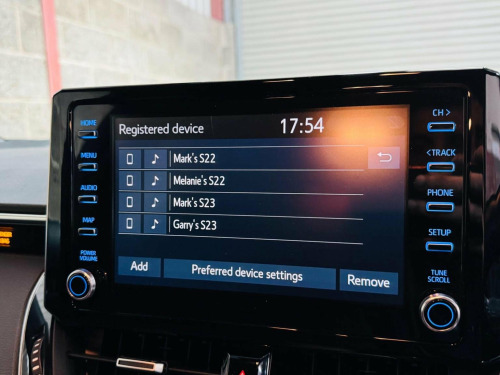 HOME
MENU
AUDIO
MAP
POWER
VOLUME
Registered device
17:54
Mark's S22
Melanie's S22
Mark's S23
Garry's S23
Add
Preferred device settings
Remove
CH >
< TRACK
PHONE
SETUP
TUNE
SCROLL